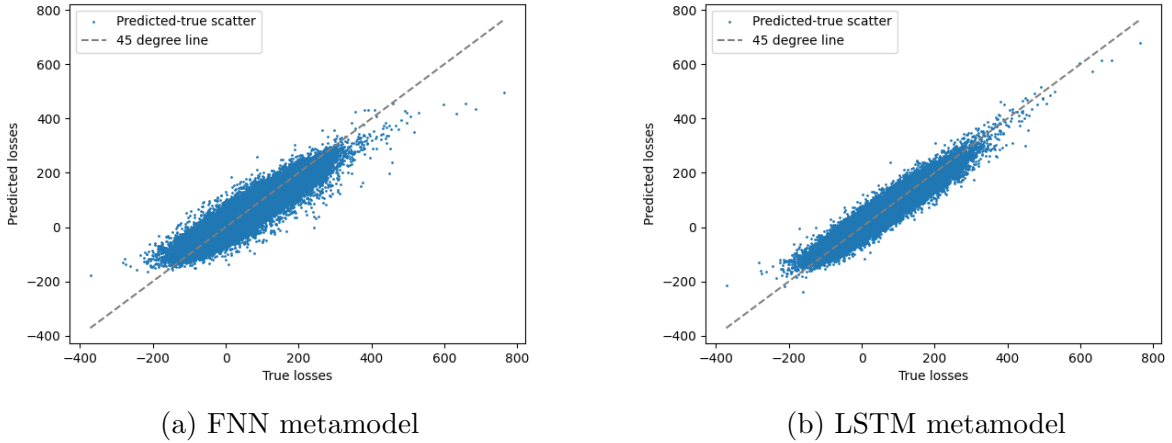 Predicted-true scatter
45 degree line
Predicted losses
800
600
400
200
0
−200
−400
−400
−200
0
200
400
600
800
True losses
(a) FNN metamodel
Predicted-true scatter
45 degree line
Predicted losses
800
600
400
200
0
−200
−400
−400
−200
0
200
400
600
800
True losses
(b) LSTM metamodel